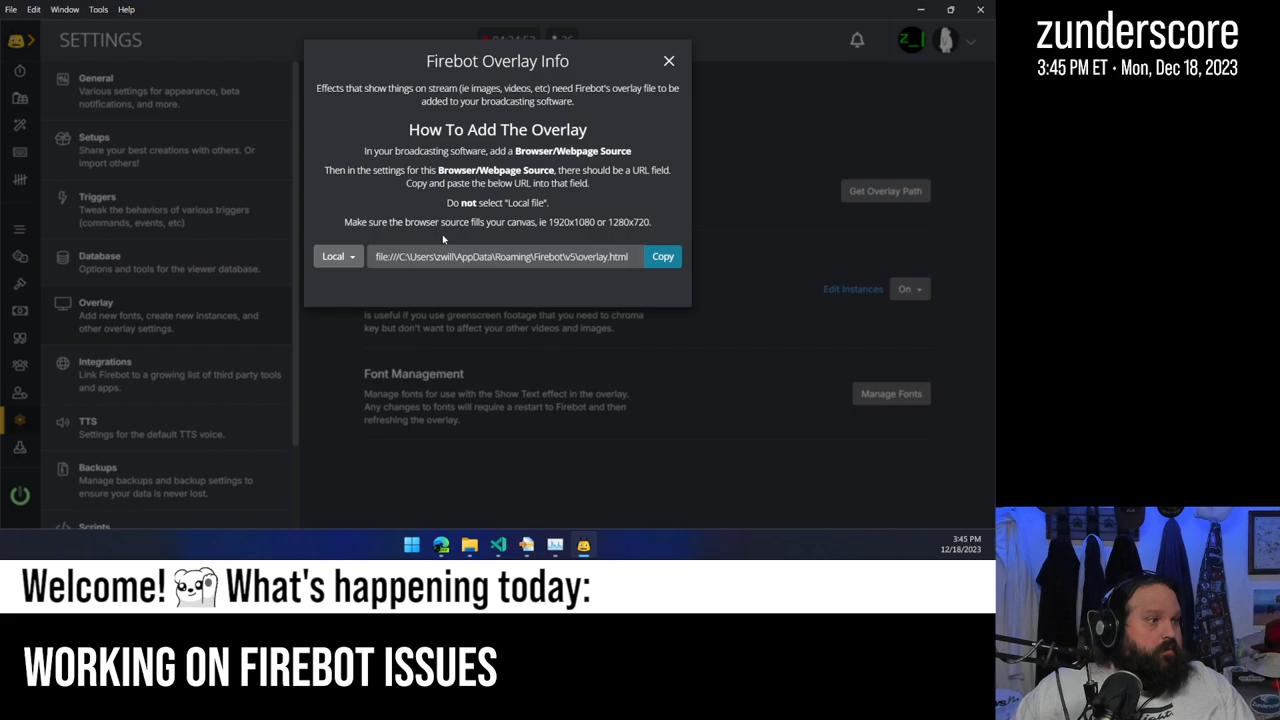 File Edit Window Tools Help
SETTINGS
General
Various settings for appearance, beta
notifications, and more.
Setups
Share your best creations with others. Or
import others!
Triggers
Tweak the behaviors of various triggers
(commands, events, etc)
Database
Options and tools for the viewer database.
Overlay
Add new fonts, create new instances, and
other overlay settings.
Integrations
Link Firebot to a growing list of third party tools
and apps.
TTS
Settings for the default TTS voice.
Backups
Manage backups and backup settings to
ensure your data is never lost.
Scripts
Firebot Overlay Info
Effects that show things on stream (ie images, videos, etc) need Firebot's overlay file to be
added to your broadcasting software.
How To Add The Overlay
In your broadcasting software, add a Browser/Webpage Source
Then in the settings for this Browser/Webpage Source, there should be a URL field.
Copy and paste the below URL into that field.
Do not select "Local file".
Make sure the browser source fills your canvas, ie 1920x1080 or 1280x720.
Local file:///C:\Users\zwill\AppData\Roaming\Firebot\v5\overlay.html Copy
Get Overlay Path
Edit Instances On
is useful if you use greenscreen footage that you need to chroma
key but don't want to affect your other videos and images.
Font Management
Manage fonts for use with the Show Text effect in the overlay.
Any changes to fonts will require a restart to Firebot and then
refreshing the overlay.
Manage Fonts
z_
3:45 PM
12/18/2023
zunderscore
3:45 PM ET · Mon, Dec 18, 2023
Welcome! What's happening today:
WORKING ON FIREBOT ISSUES